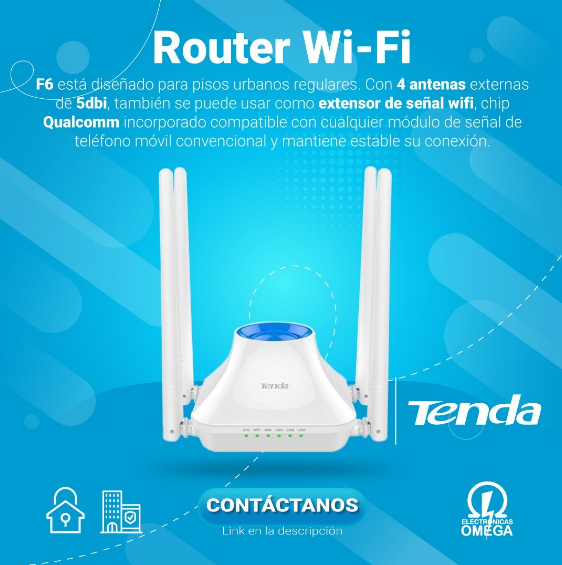 Router Wi-Fi
F6 está diseñado para pisos urbanos regulares. Con 4 antenas externas
de 5dbi, también se puede usar como extensor de señal wifi, chip
Qualcomm incorporado compatible con cualquier módulo de señal de
teléfono móvil convencional y mantiene estable su conexión.
Tenda
Tenda
CONTÁCTANOS
Link en la descripción
ELECTRÓNICAS
OMEGA